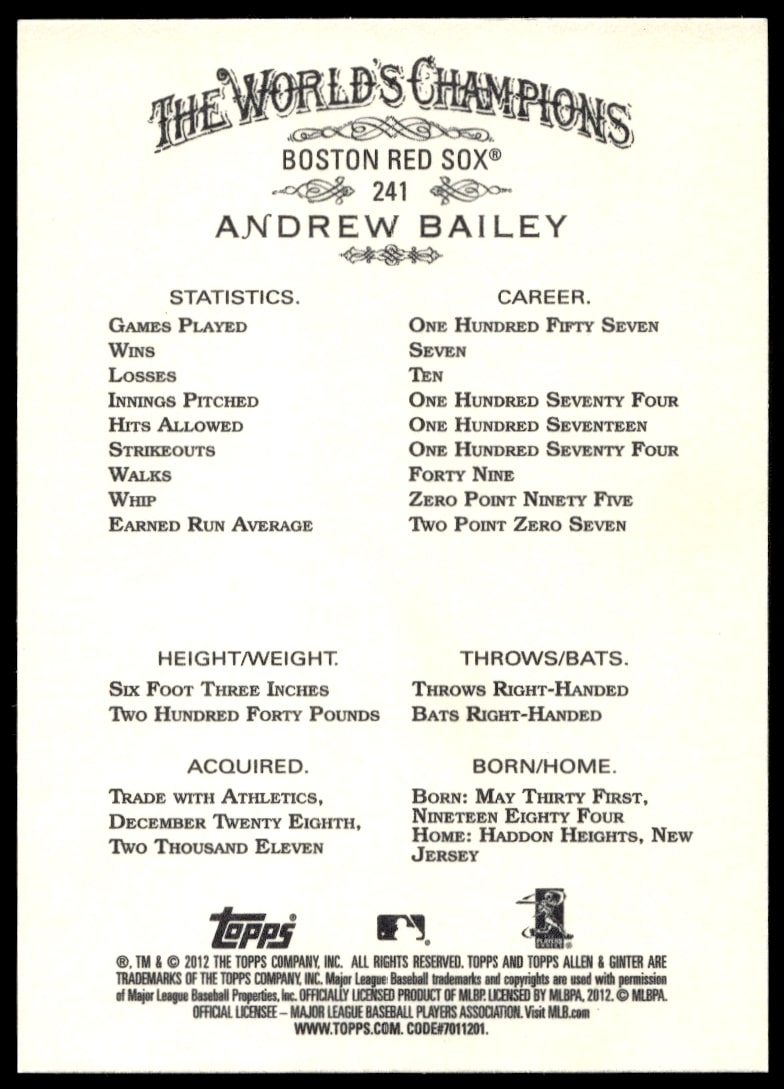 THE WORLD'S CHAMPIONS
BOSTON RED SOX®
241
ANDREW BAILEY
STATISTICS.
GAMES PLAYED
WINS
LOSSES
INNINGS PITCHED
HITS ALLOWED
STRIKEOUTS
WALKS
WHIP
EARNED RUN AVERAGE
CAREER.
ONE HUNDRED FIFTY SEVEN
SEVEN
TEN
ONE HUNDRED SEVENTY FOUR
ONE HUNDRED SEVENTEEN
ONE HUNDRED SEVENTY FOUR
FORTY NINE
ZERO POINT NINETY FIVE
TWO POINT ZERO SEVEN
HEIGHT/WEIGHT.
SIX FOOT THREE INCHES
TWO HUNDRED FORTY POUNDS
THROWS/BATS.
THROWS RIGHT-HANDED
BATS RIGHT-HANDED
ACQUIRED.
TRADE WITH ATHLETICS,
DECEMBER TWENTY EIGHTH,
TWO THOUSAND ELEVEN
BORN/HOME.
BORN: MAY THIRTY FIRST,
NINETEEN EIGHTY FOUR
HOME: HADDON HEIGHTS, NEW
JERSEY
Topps®
PLAYERS
CHOICE®
®, TM & © 2012 THE TOPPS COMPANY, INC. ALL RIGHTS RESERVED. TOPPS AND TOPPS ALLEN & GINTER ARE
TRADEMARKS OF THE TOPPS COMPANY, INC. Major League Baseball trademarks and copyrights are used with permission
of Major League Baseball Properties, Inc. OFFICIALLY LICENSED PRODUCT OF MLBP. LICENSED BY MLBPA, 2012. © MLBPA.
OFFICIAL LICENSEE – MAJOR LEAGUE BASEBALL PLAYERS ASSOCIATION. Visit MLB.com
WWW.TOPPS.COM. CODE#7011201.